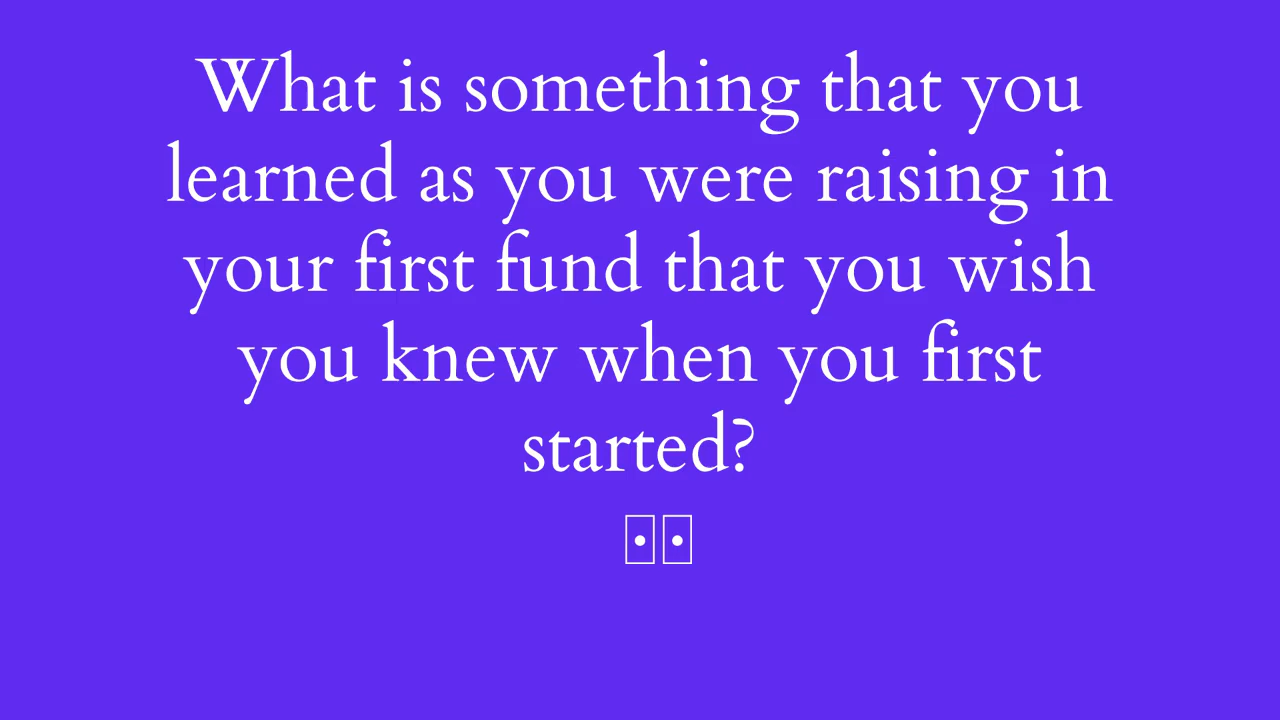 What is something that you
learned as you were raising in
your first fund that you wish
you knew when you first
started?